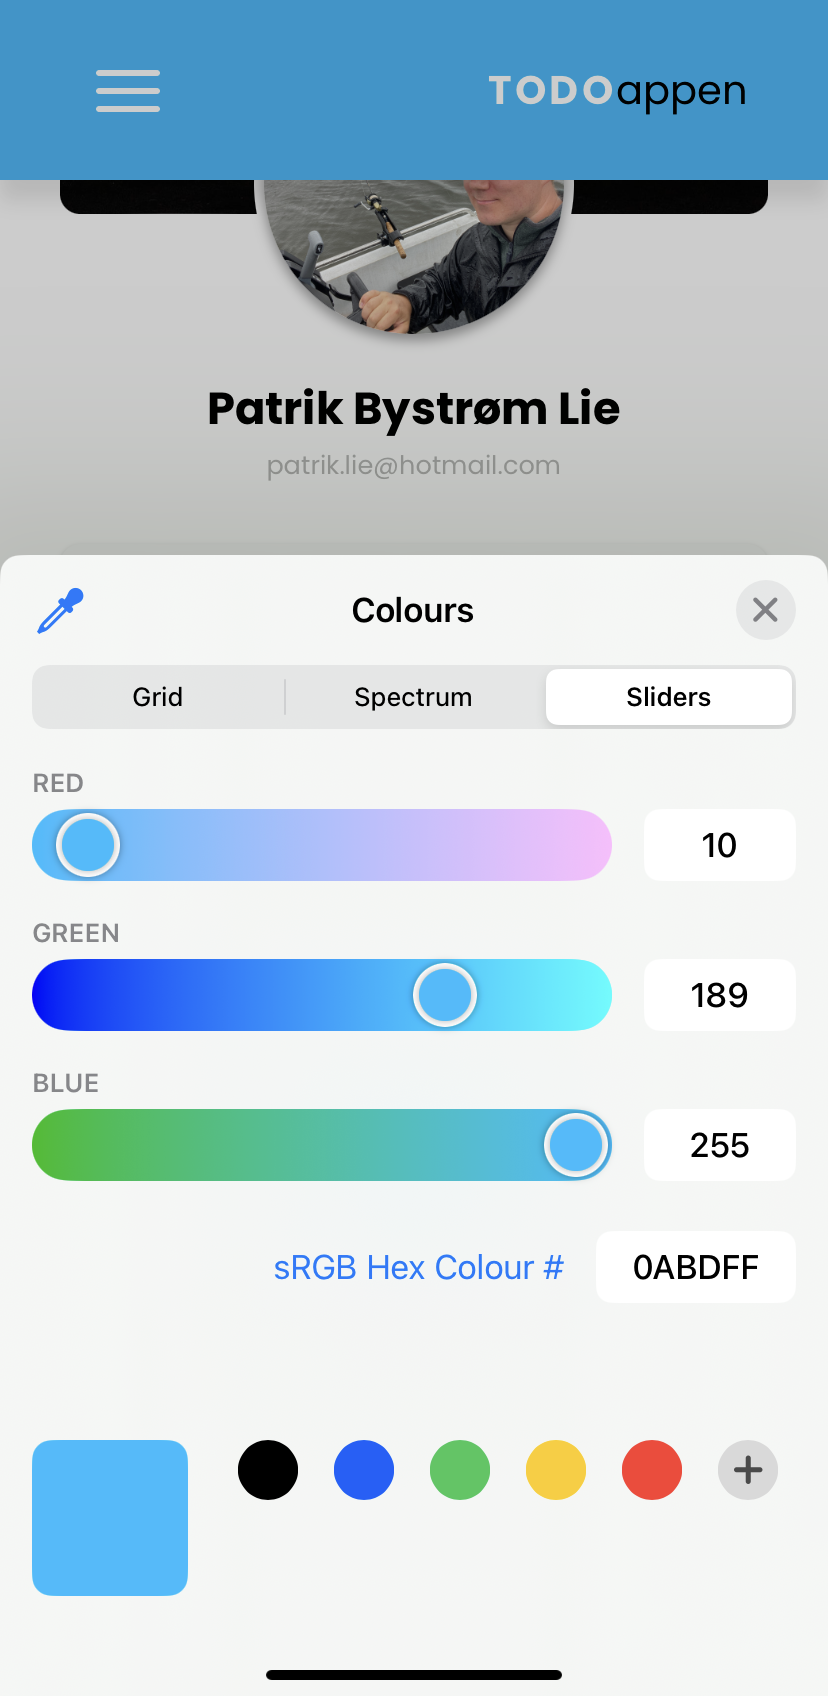 TODOappen
Patrik Bystrøm Lie
patrik.lie@hotmail.com
Colours
Grid Spectrum Sliders
RED
10
GREEN
189
BLUE
255
sRGB Hex Colour # 0ABDFF